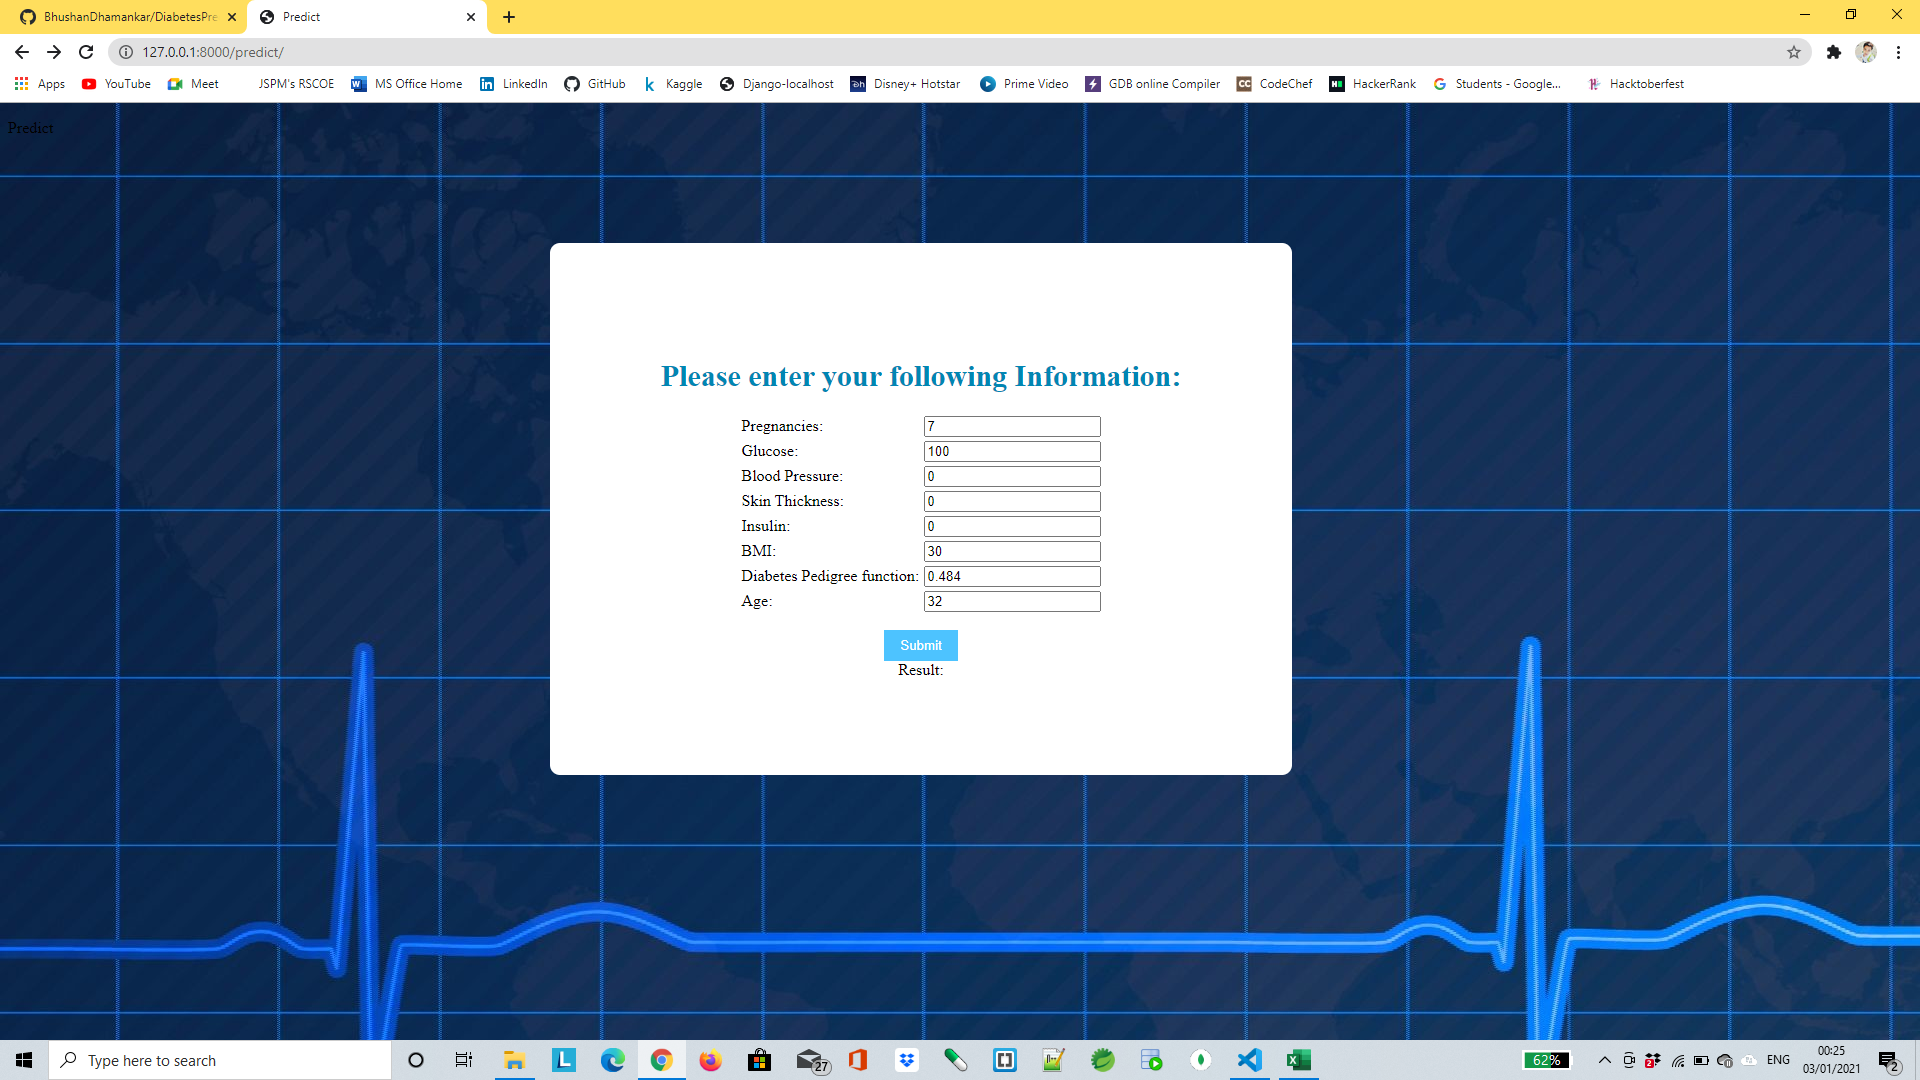 BhushanDhamankar/DiabetesPre
Predict
127.0.0.1:8000/predict/
Apps YouTube Meet JSPM's RSCOE MS Office Home LinkedIn GitHub Kaggle Django-localhost Disney+ Hotstar Prime Video GDB online Compiler CodeChef HackerRank Students - Google... Hacktoberfest
Predict
Please enter your following Information:
Pregnancies: 7
Glucose: 100
Blood Pressure: 0
Skin Thickness: 0
Insulin: 0
BMI: 30
Diabetes Pedigree function: 0.484
Age: 32
Submit
Result:
Type here to search
27
62%
2
ENG
00:25
03/01/2021
2